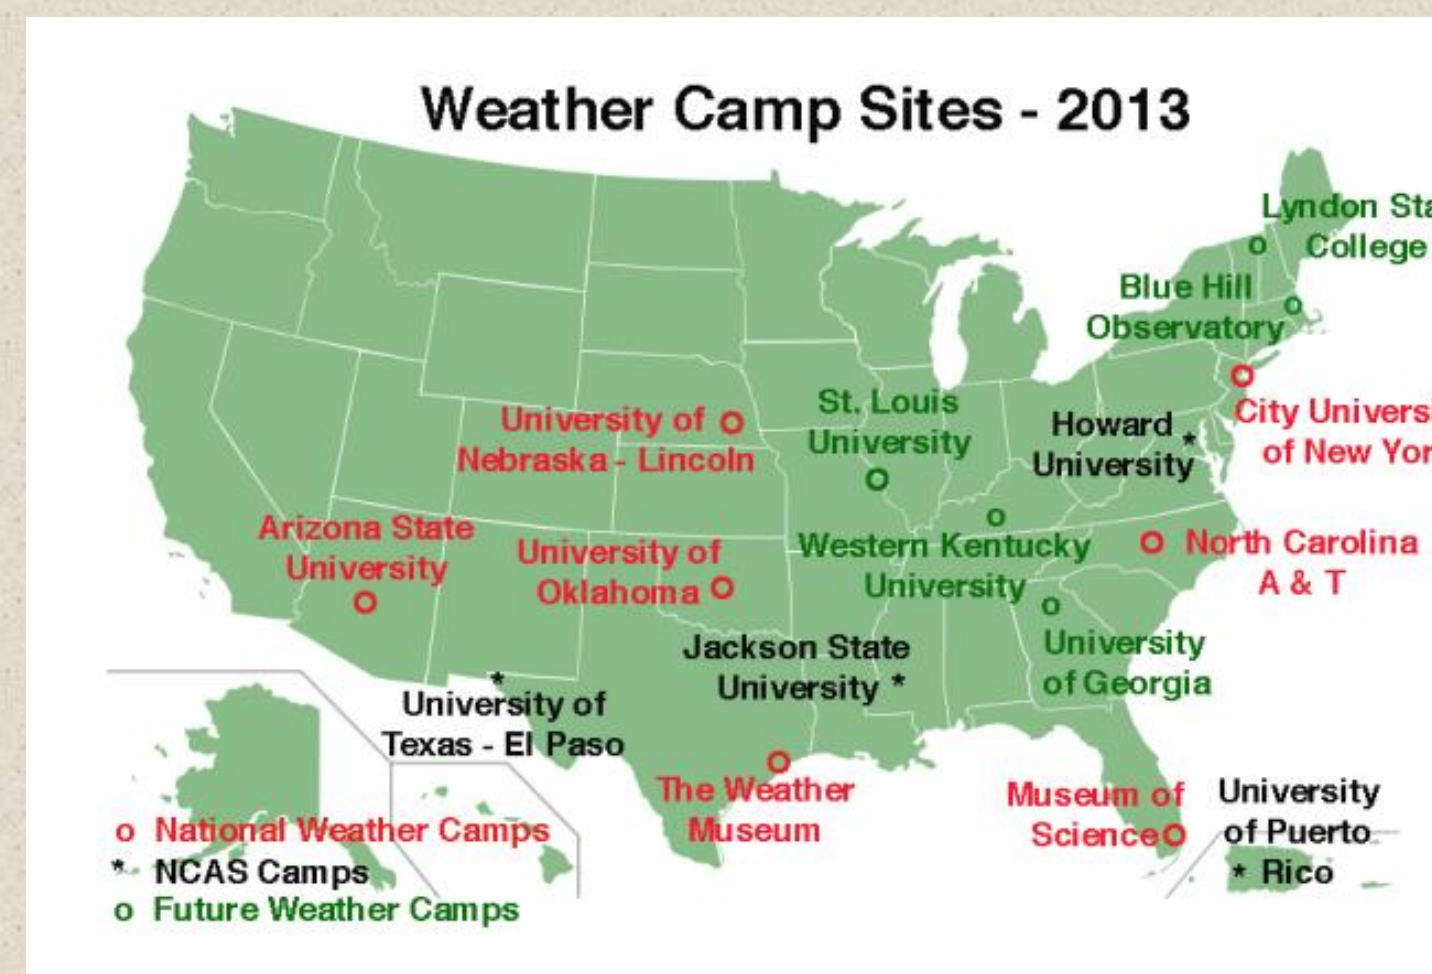 Weather Camp Sites - 2013
Lyndon
College
Blue Hill
Observatory
St. Louis
University
Howard
University
City
of New
University of
Nebraska - Lincoln
Arizona State
University
University of
Oklahoma
Western Kentucky
University
North Carolina
A & T
University
of Georgia
Jackson State
University *
*
University of
Texas - El Paso
The Weather
Museum
Museum of
Science
University
of Puerto
* Rico
o National Weather Camps
* NCAS Camps
o Future Weather Camps